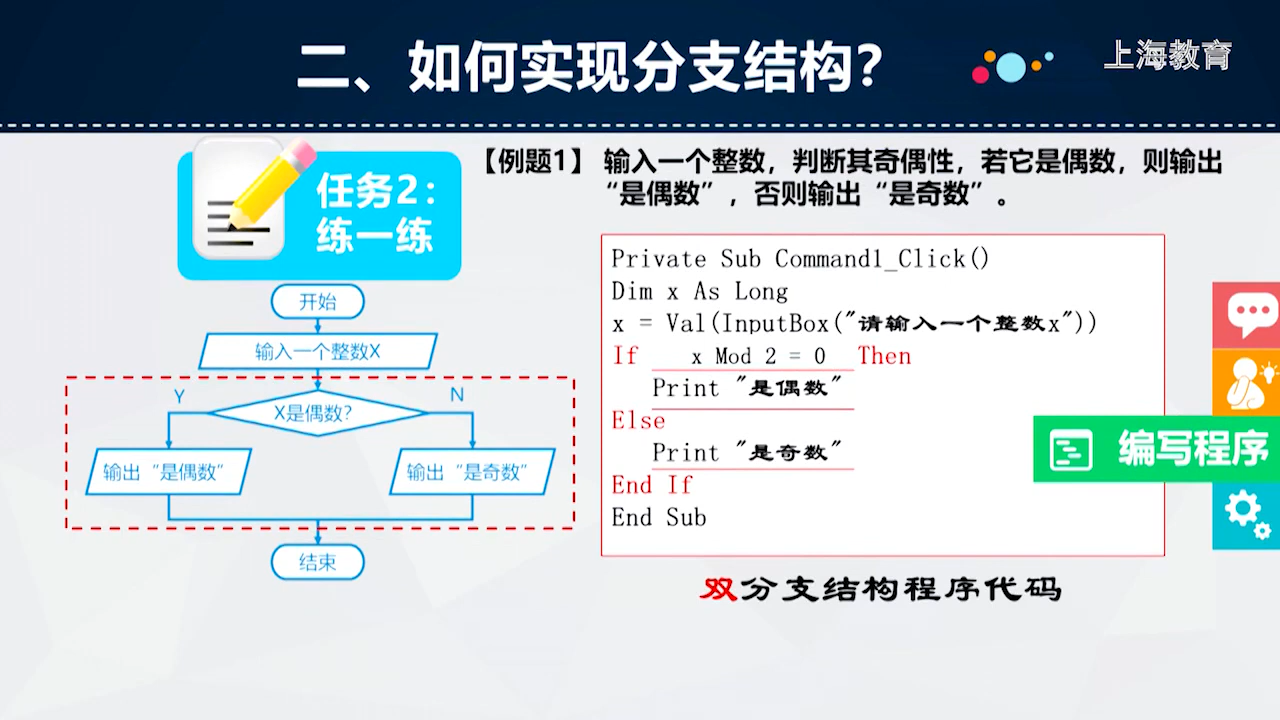 二、如何实现分支结构？
上海教育
任务2：
练一练
【例题1】 输入一个整数，判断其奇偶性，若它是偶数，则输出
“是偶数”，否则输出“是奇数”。
开始
输入一个整数X
Y
N
X是偶数?
输出“是偶数”
输出“是奇数”
结束
Private Sub Command1_Click()
Dim x As Long
x = Val(InputBox("请输入一个整数x"))
If x Mod 2 = 0 Then
Print "是偶数"
Else
Print "是奇数"
End If
End Sub
双分支结构程序代码
编写程序